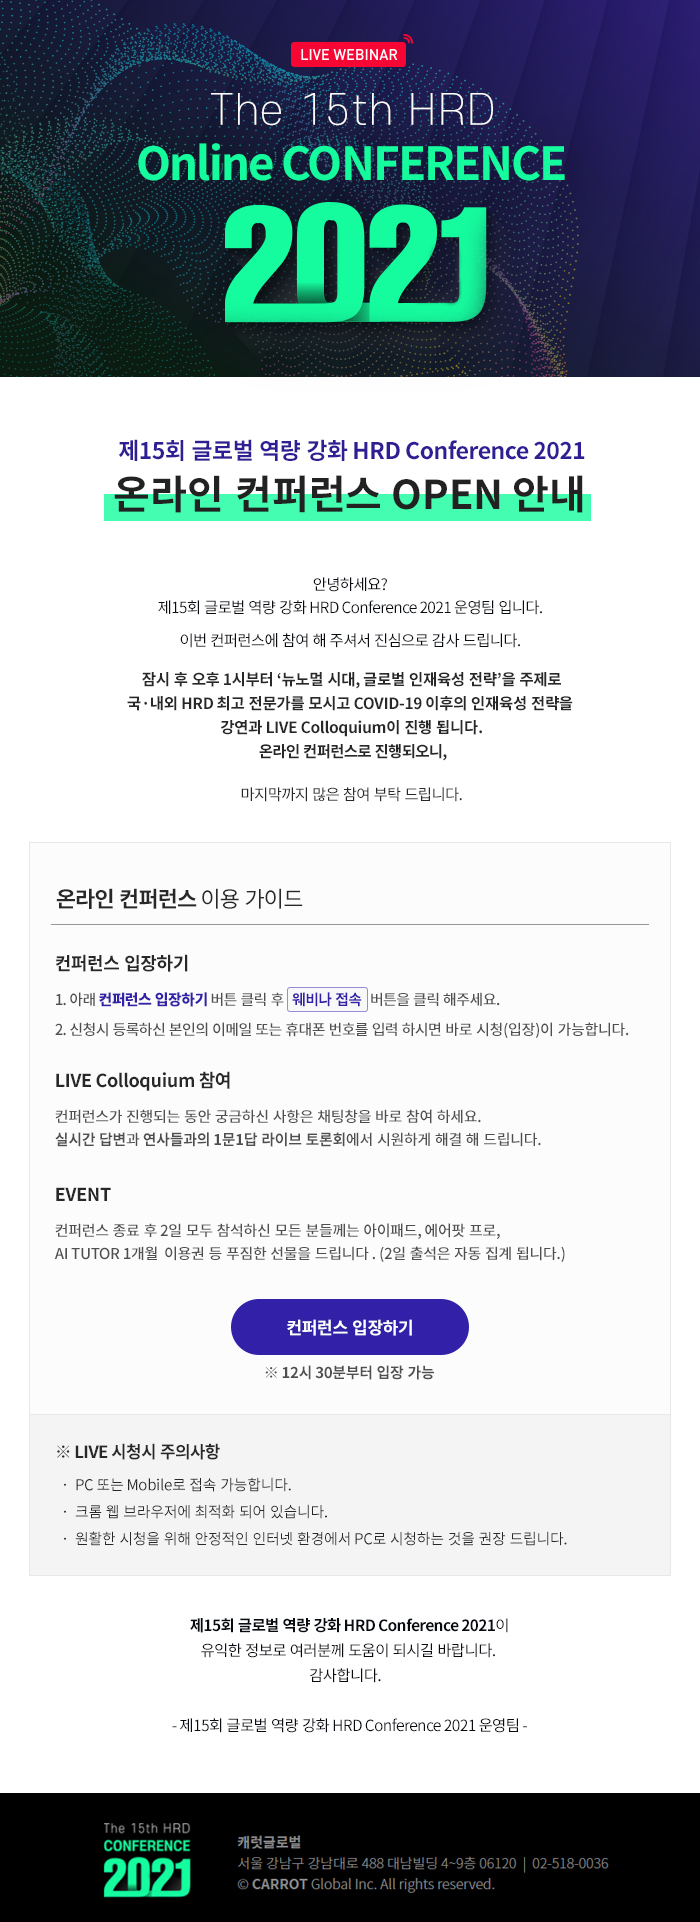 LIVE WEBINAR
The 15th HRD
Online CONFERENCE
2021
제15회 글로벌 역량 강화 HRD Conference 2021
온라인 컨퍼런스 OPEN 안내
안녕하세요?
제15회 글로벌 역량 강화 HRD Conference 2021 운영팀 입니다.
이번 컨퍼런스에 참여 해 주셔서 진심으로 감사 드립니다.
잠시 후 오후 1시부터 ‘뉴노멀 시대, 글로벌 인재육성 전략’을 주제로
국·내외 HRD 최고 전문가를 모시고 COVID-19 이후의 인재육성 전략을
강연과 LIVE Colloquium이 진행 됩니다.
온라인 컨퍼런스로 진행되오니,
마지막까지 많은 참여 부탁 드립니다.
온라인 컨퍼런스 이용 가이드
컨퍼런스 입장하기
1. 아래 컨퍼런스 입장하기 버튼 클릭 후 웨비나 접속 버튼을 클릭 해주세요.
2. 신청시 등록하신 본인의 이메일 또는 휴대폰 번호를 입력 하시면 바로 시청(입장)이 가능합니다.
LIVE Colloquium 참여
컨퍼런스가 진행되는 동안 궁금하신 사항은 채팅창을 바로 참여 하세요.
실시간 답변과 연사들과의 1문1답 라이브 토론회에서 시원하게 해결 해 드립니다.
EVENT
컨퍼런스 종료 후 2일 모두 참석하신 모든 분들께는 아이패드, 에어팟 프로,
AI TUTOR 1개월 이용권 등 푸짐한 선물을 드립니다. (2일 출석은 자동 집계 됩니다.)
컨퍼런스 입장하기
※ 12시 30분부터 입장 가능
※ LIVE 시청시 주의사항
· PC 또는 Mobile로 접속 가능합니다.
· 크롬 웹 브라우저에 최적화 되어 있습니다.
· 원활한 시청을 위해 안정적인 인터넷 환경에서 PC로 시청하는 것을 권장 드립니다.
제15회 글로벌 역량 강화 HRD Conference 2021이
유익한 정보로 여러분께 도움이 되시길 바랍니다.
감사합니다.
- 제15회 글로벌 역량 강화 HRD Conference 2021 운영팀 -
The 15th HRD
CONFERENCE
2021
캐럿글로벌
서울 강남구 강남대로 488 대남빌딩 4~9층 06120 | 02-518-0036
© CARROT Global Inc. All rights reserved.